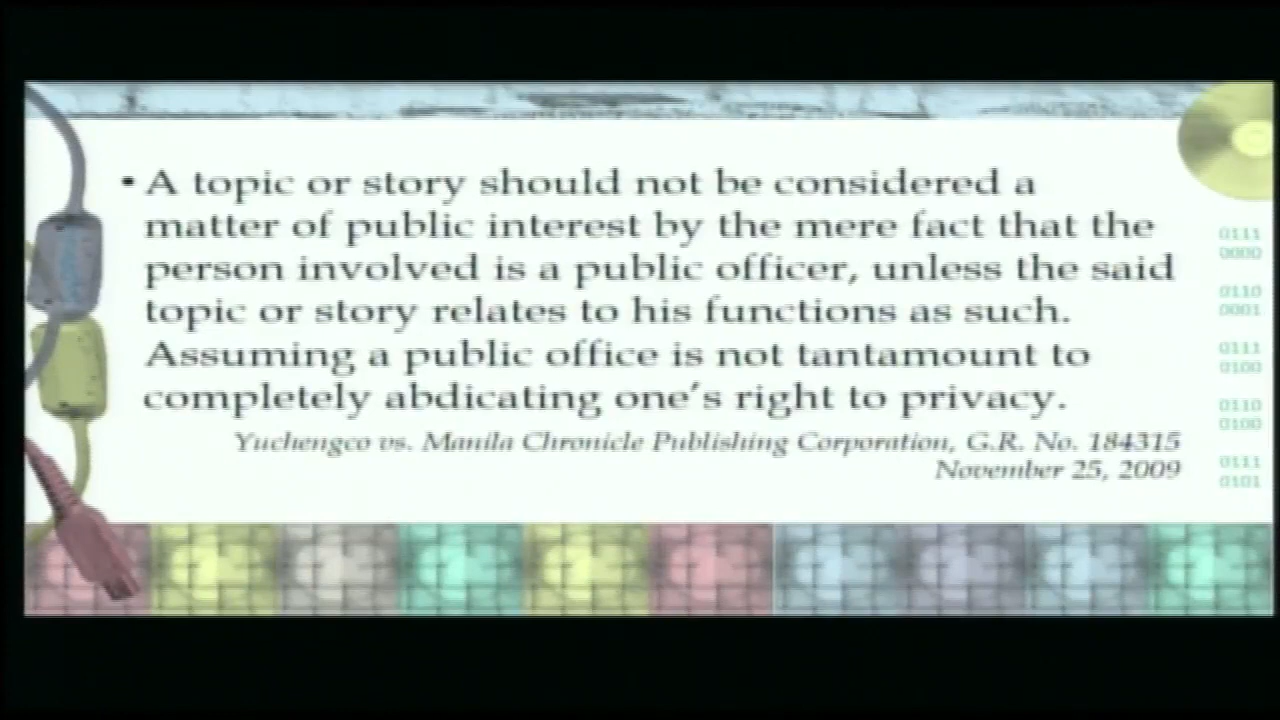 • A topic or story should not be considered a
matter of public interest by the mere fact that the
person involved is a public officer, unless the said
topic or story relates to his functions as such.
Assuming a public office is not tantamount to
completely abdicating one's right to privacy.
Yuchengco vs. Manila Chronicle Publishing Corporation, G.R. No. 184315
November 25, 2009
0111
0000
0110
0001
0111
0100
0110
0100
0111
0101